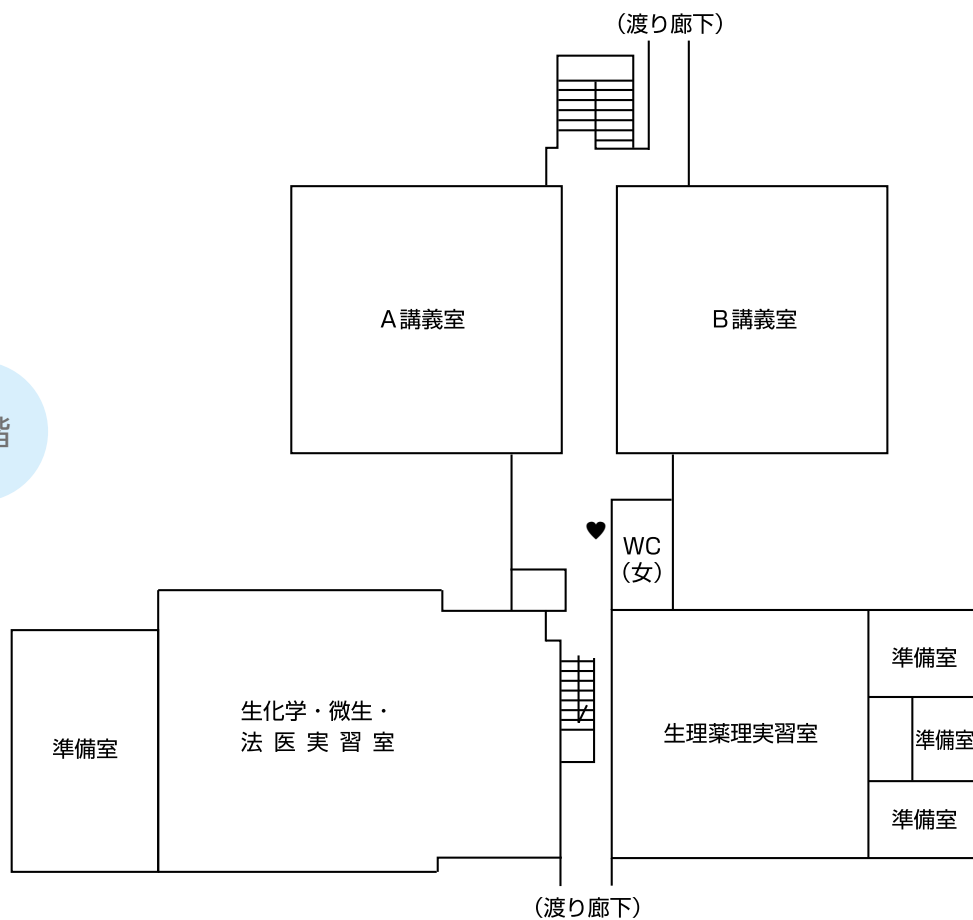 （渡り廊下）
A講義室
B講義室
階
WC
（女）
準備室
生化学・微生・
法医実習室
準備室
生理薬理実習室
準備室
準備室
（渡り廊下）